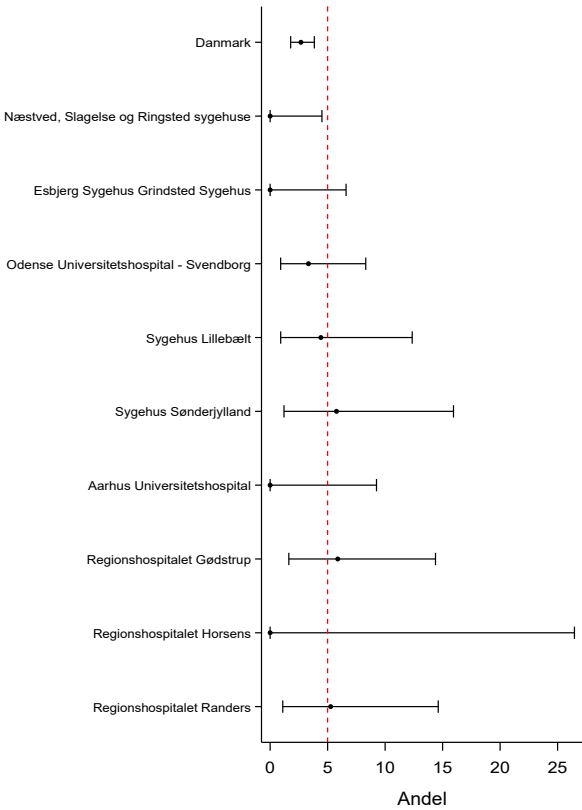 Danmark
Næstved, Slagelse og Ringsted sygehuse
Esbjerg Sygehus Grindsted Sygehus
Odense Universitetshospital - Svendborg
Sygehus Lillebælt
Sygehus Sønderjylland
Aarhus Universitetshospital
Regionshospitalet Gødstrup
Regionshospitalet Horsens
Regionshospitalet Randers
0 5 10 15 20 25
Andel